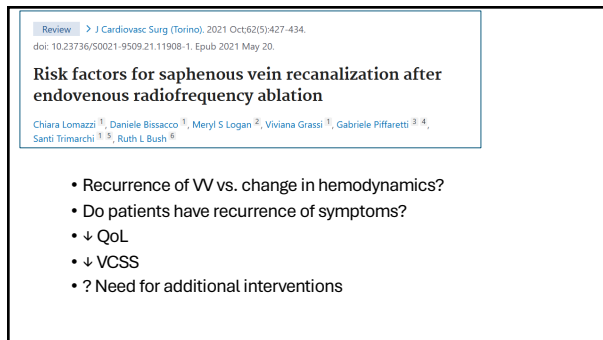 Review > J Cardiovasc Surg (Torino). 2021 Oct;62(5):427-434.
doi: 10.23736/S0021-9509.21.11908-1. Epub 2021 May 20.
Risk factors for saphenous vein recanalization after
endovenous radiofrequency ablation
Chiara Lomazzi 1, Daniele Bissacco 1, Meryl S Logan 2, Viviana Grassi 1, Gabriele Piffaretti 3 4,
Santi Trimarchi 1 5, Ruth L Bush 6
• Recurrence of VV vs. change in hemodynamics?
• Do patients have recurrence of symptoms?
• ↓ QoL
• ↓ VCSS
• ? Need for additional interventions